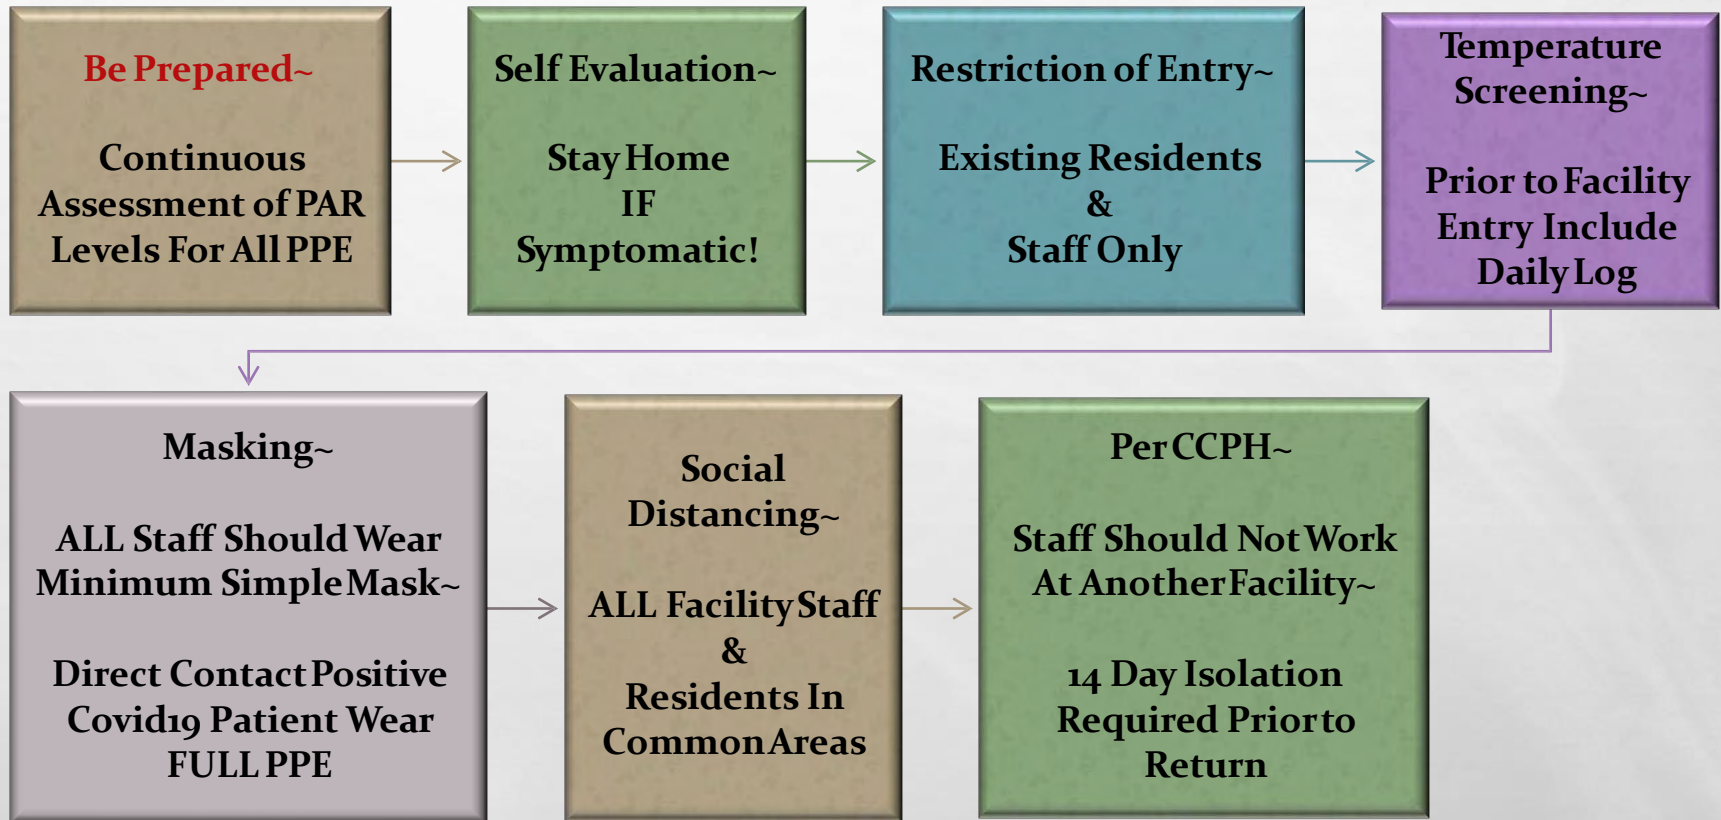 Be Prepared~
Continuous
Assessment of PAR
Levels For All PPE
Self Evaluation~
Stay Home
IF
Symptomatic!
Restriction of Entry~
Existing Residents
&
Staff Only
Temperature
Screening~
Prior to Facility
Entry Include
Daily Log
Masking~
ALL Staff Should Wear
Minimum Simple Mask~
Direct Contact Positive
Covid19 Patient Wear
FULL PPE
Social
Distancing~
ALL Facility Staff
&
Residents In
Common Areas
Per CCPH~
Staff Should Not Work
At Another Facility~
14 Day Isolation
Required Prior to
Return